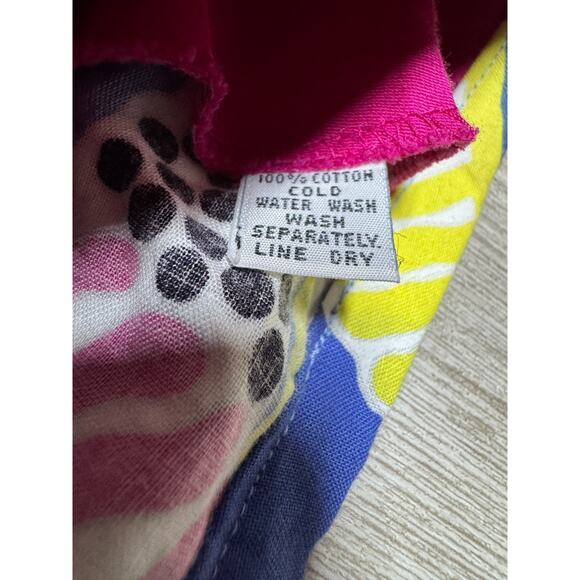 100% COTTON
COLD
WATER WASH
WASH
SEPARATELY.
LINE DRY